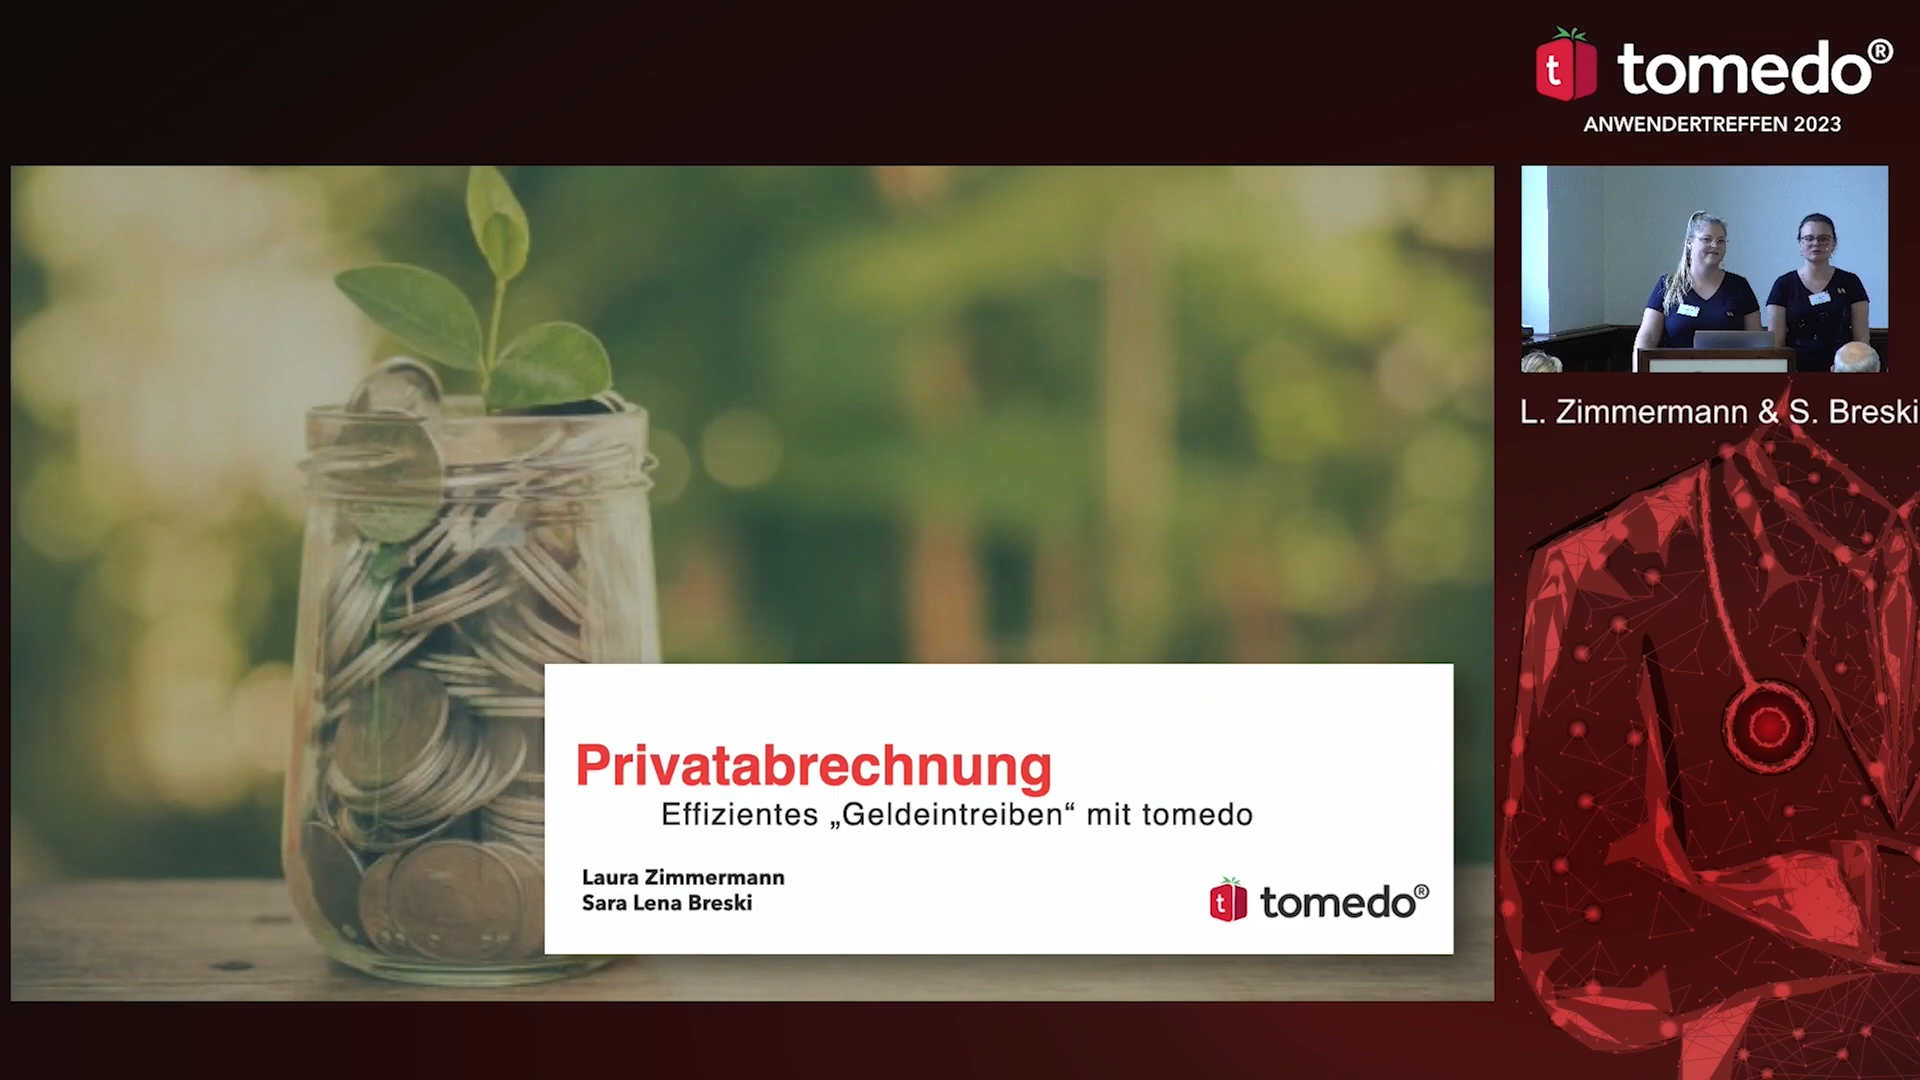 t tomedo®
ANWENDERTREFFEN 2023
L. Zimmermann & S. Breski
Privatabrechnung
Effizientes „Geldeintreiben“ mit tomedo
Laura Zimmermann
Sara Lena Breski
t tomedo®